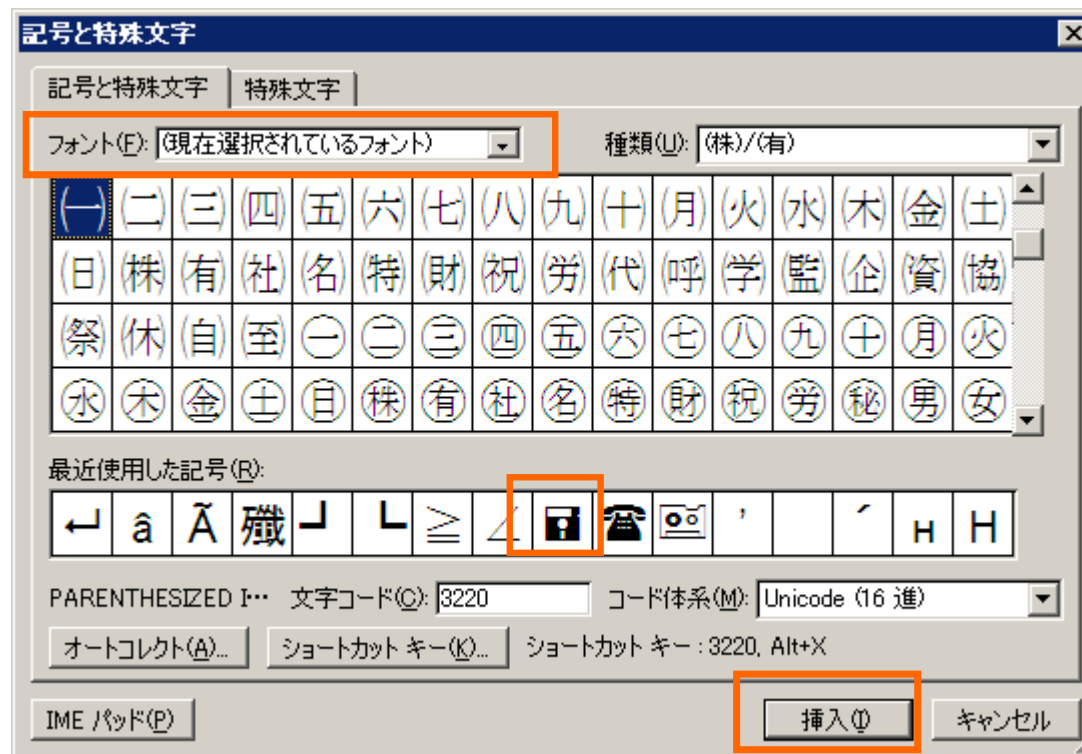 記号と特殊文字
記号と特殊文字 特殊文字
フォント(F): (現在選択されているフォント) 種類(U): (株)/(有)
㈠ ㈡ ㈢ ㈣ ㈤ ㈥ ㈦ ㈧ ㈨ ㈩ ㈪ ㈫ ㈬ ㈭ ㈮ ㈯
㈰ ㈱ ㈲ ㈳ ㈴ ㈵ ㈶ ㈷ ㈸ ㈹ ㈺ ㈻ ㈼ ㈽ ㈾ ㈿
㉀ ㉁ ㉂ ㉃ ㊀ ㊁ ㊂ ㊃ ㊄ ㊅ ㊆ ㊇ ㊈ ㊉ ㊊ ㊋
㊌ ㊍ ㊎ ㊏ ㊐ ㊑ ㊒ ㊓ ㊔ ㊕ ㊖ ㊗ ㊘ ㊙ ㊚ ㊛
最近使用した記号(R):
↵ â Ã 殲 ┛ ┗ ≧ ∠ 🖬 ☎ ’ ´ н H
PARENTHESIZED I… 文字コード(C): 3220 コード体系(M): Unicode (16 進)
オートコレクト(A)... ショートカット キー(K)... ショートカット キー : 3220, Alt+X
IME パッド(P) 挿入(I) キャンセル